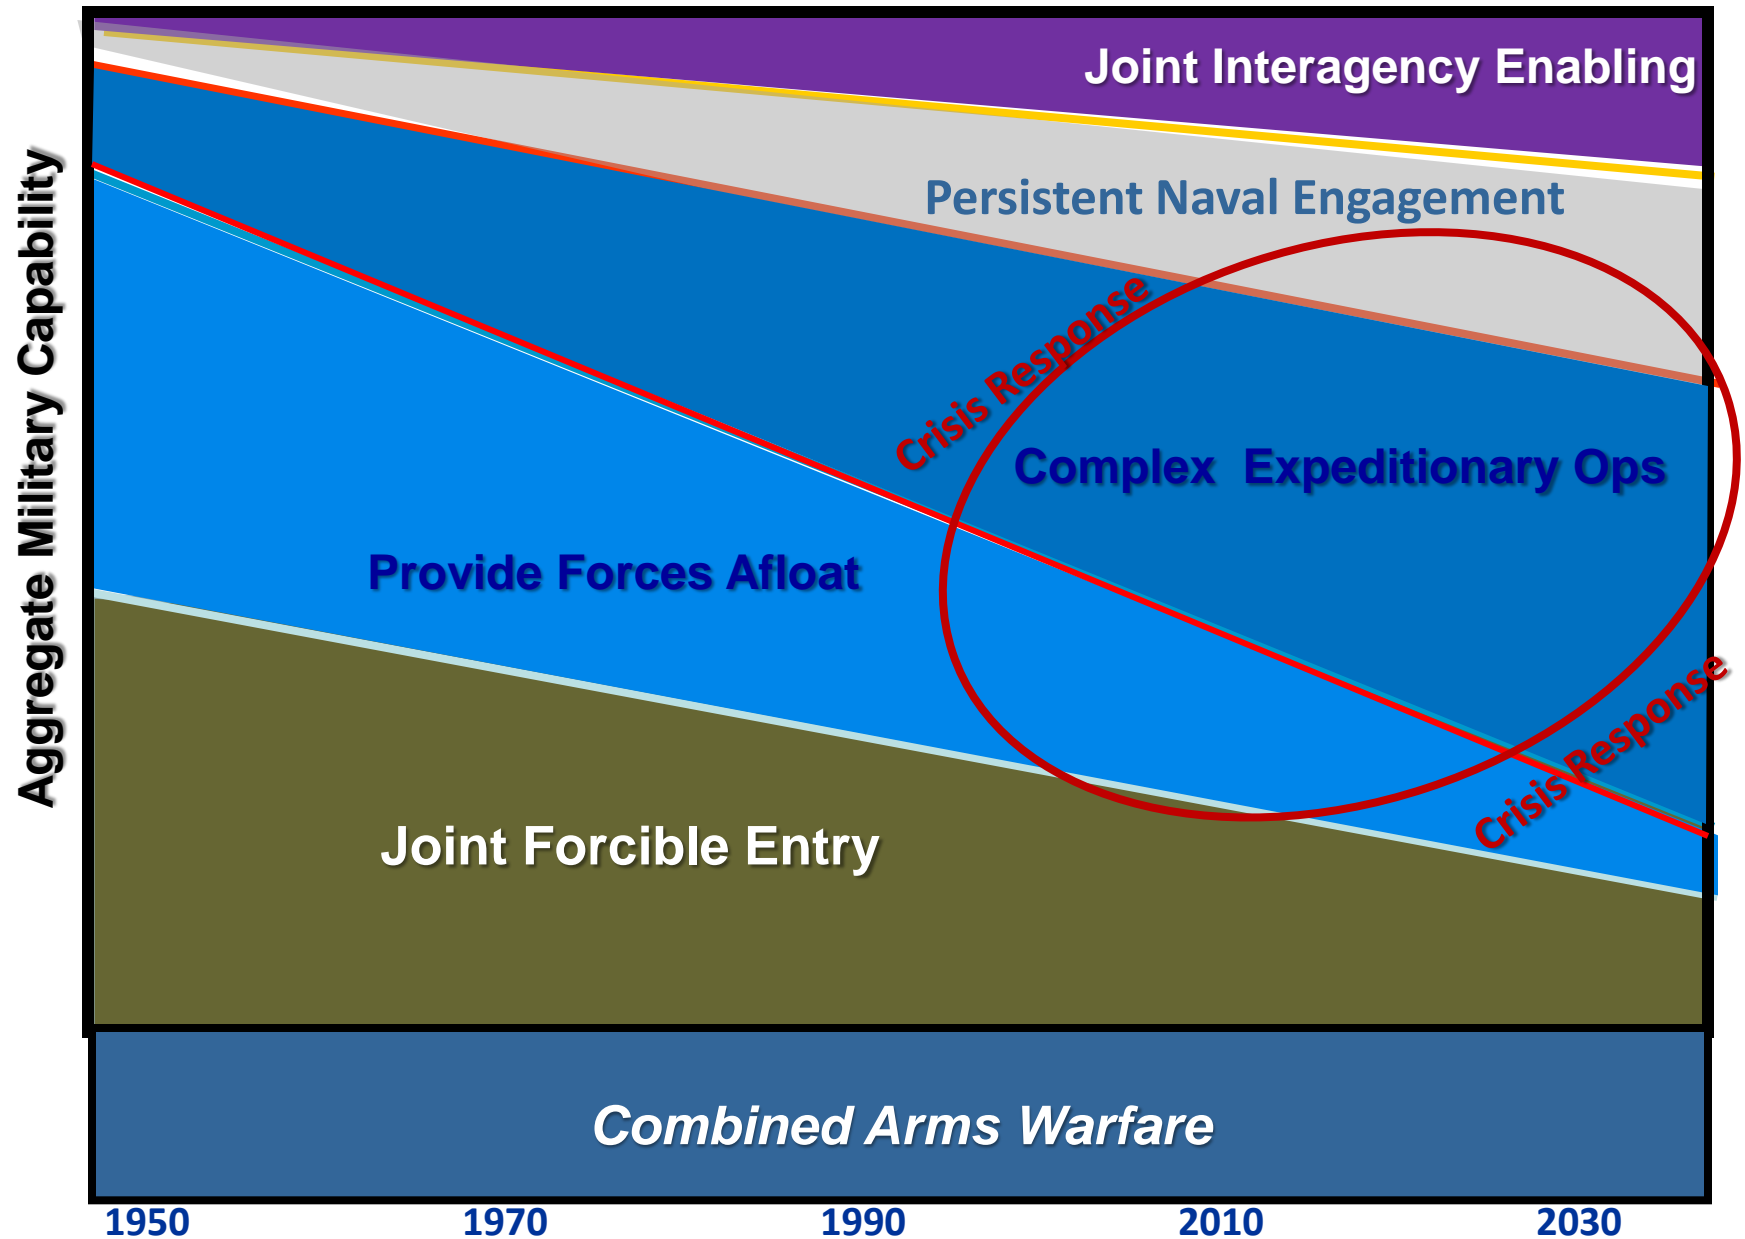 Joint Interagency Enabling
Persistent Naval Engagement
Crisis Response
Complex  Expeditionary Ops
Provide Forces Afloat
Crisis Response
Joint Forcible Entry
Combined Arms Warfare
Aggregate Military Capability
1950 1970 1990 2010 2030